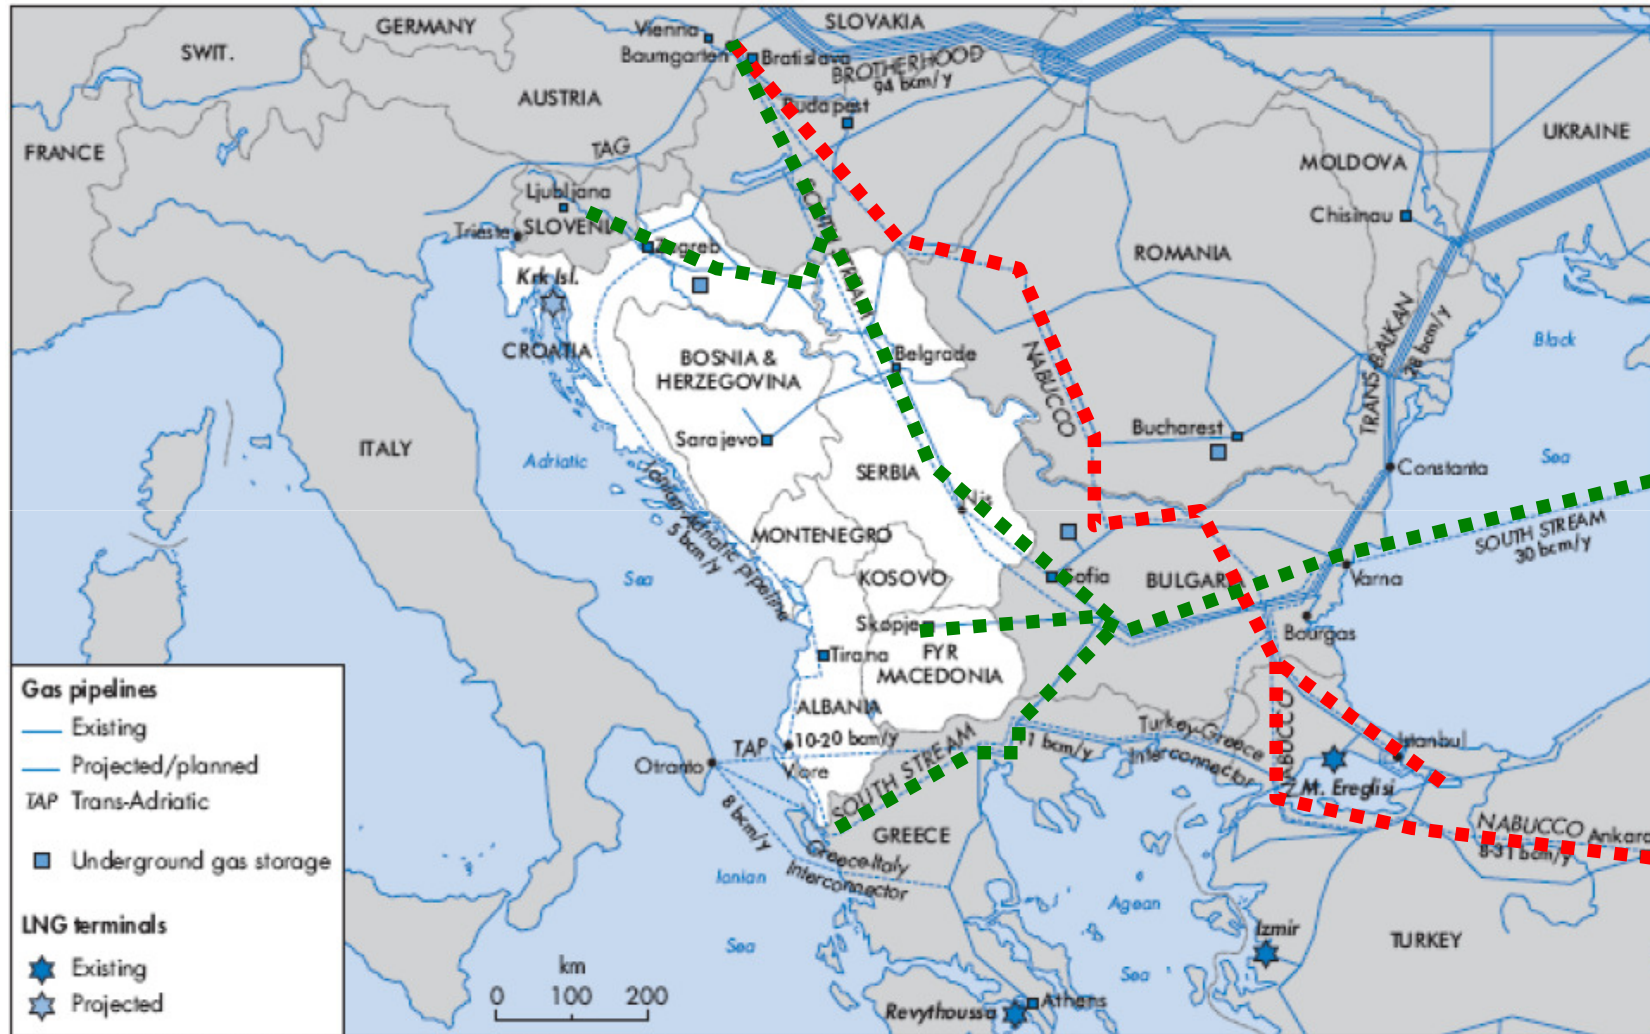 GERMANY
SLOVAKIA
SWIT.
Vienna
Baumgarten
Bratislava
BROTHERHOOD
94 bcm/y
AUSTRIA
Budapest
UKRAINE
FRANCE
TAG
MOLDOVA
Ljubljana
Chisinau
SLOVENI
Trieste
Zagreb
SOUTH STREAM
ROMANIA
Krk Isl.
CROATIA
BOSNIA &
HERZEGOVINA
Belgrade
NABUCCO
TRANS-BALKAN
28 bcm/y
Black
Sea
Sarajevo
Bucharest
ITALY
Adriatic
Sea
SERBIA
Constanta
Niš
Ionian-Adriatic pipeline
5 bcm/y
MONTENEGRO
SOUTH STREAM
30 bcm/y
KOSOVO
Sofia
BULGARIA
Varna
Skopje
Bourgas
Tirana
FYR
MACEDONIA
ALBANIA
TAP
10-20 bcm/y
Vlore
Otranto
SOUTH STREAM
11 bcm/y
Turkey-Greece
Interconnector
NABUCCO
Istanbul
M. Ereglisi
8 bcm/y
GREECE
Greece-Italy
Interconnector
NABUCCO
8-31 bcm/y
Ankara
Ionian
Sea
Agean
Sea
Izmir
TURKEY
Athens
Revythoussa
Gas pipelines
Existing
Projected/planned
TAP Trans-Adriatic
Underground gas storage
LNG terminals
Existing
Projected
km
0 100 200